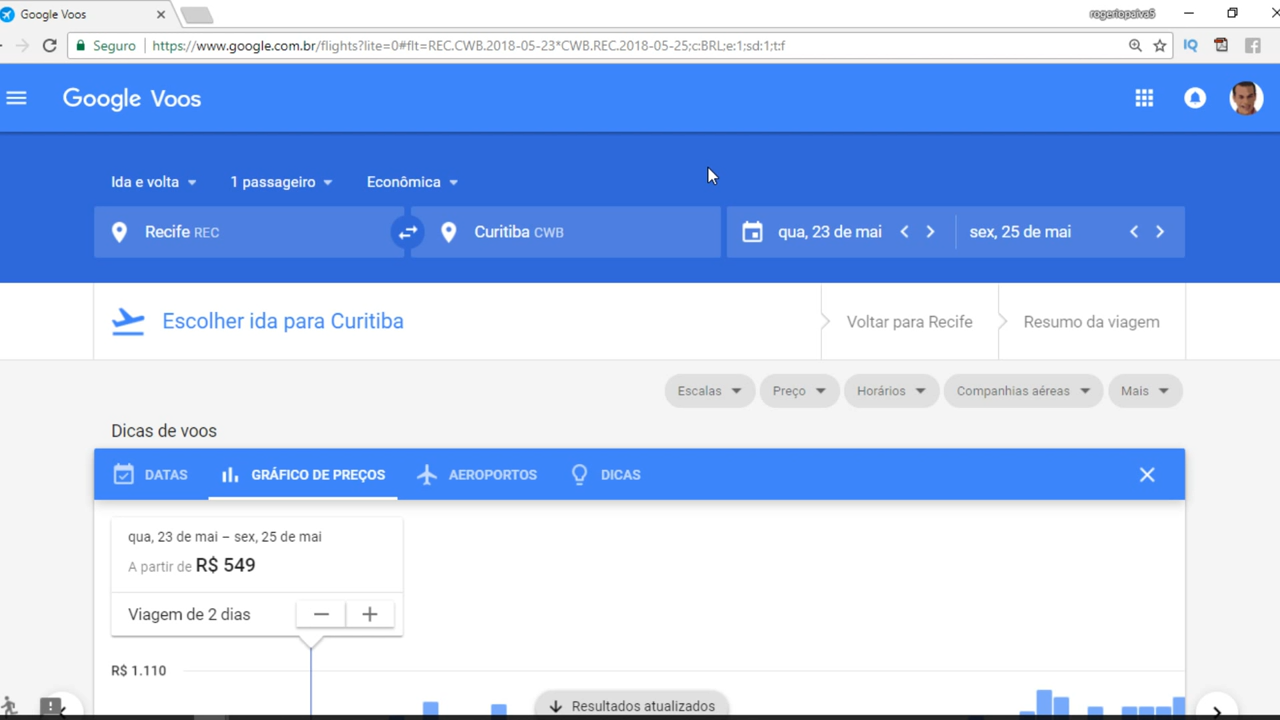 Google Voos
rogeriopaiva5
Seguro
https://www.google.com.br/flights?lite=0#flt=REC.CWB.2018-05-23*CWB.REC.2018-05-25;c:BRL;e:1;sd:1;t:f
IQ
Google Voos
Ida e volta
1 passageiro
Econômica
Recife REC
Curitiba CWB
qua, 23 de mai
sex, 25 de mai
Escolher ida para Curitiba
Voltar para Recife
Resumo da viagem
Escalas
Preço
Horários
Companhias aéreas
Mais
Dicas de voos
DATAS
GRÁFICO DE PREÇOS
AEROPORTOS
DICAS
qua, 23 de mai – sex, 25 de mai
A partir de R$ 549
Viagem de 2 dias
R$ 1.110
Resultados atualizados